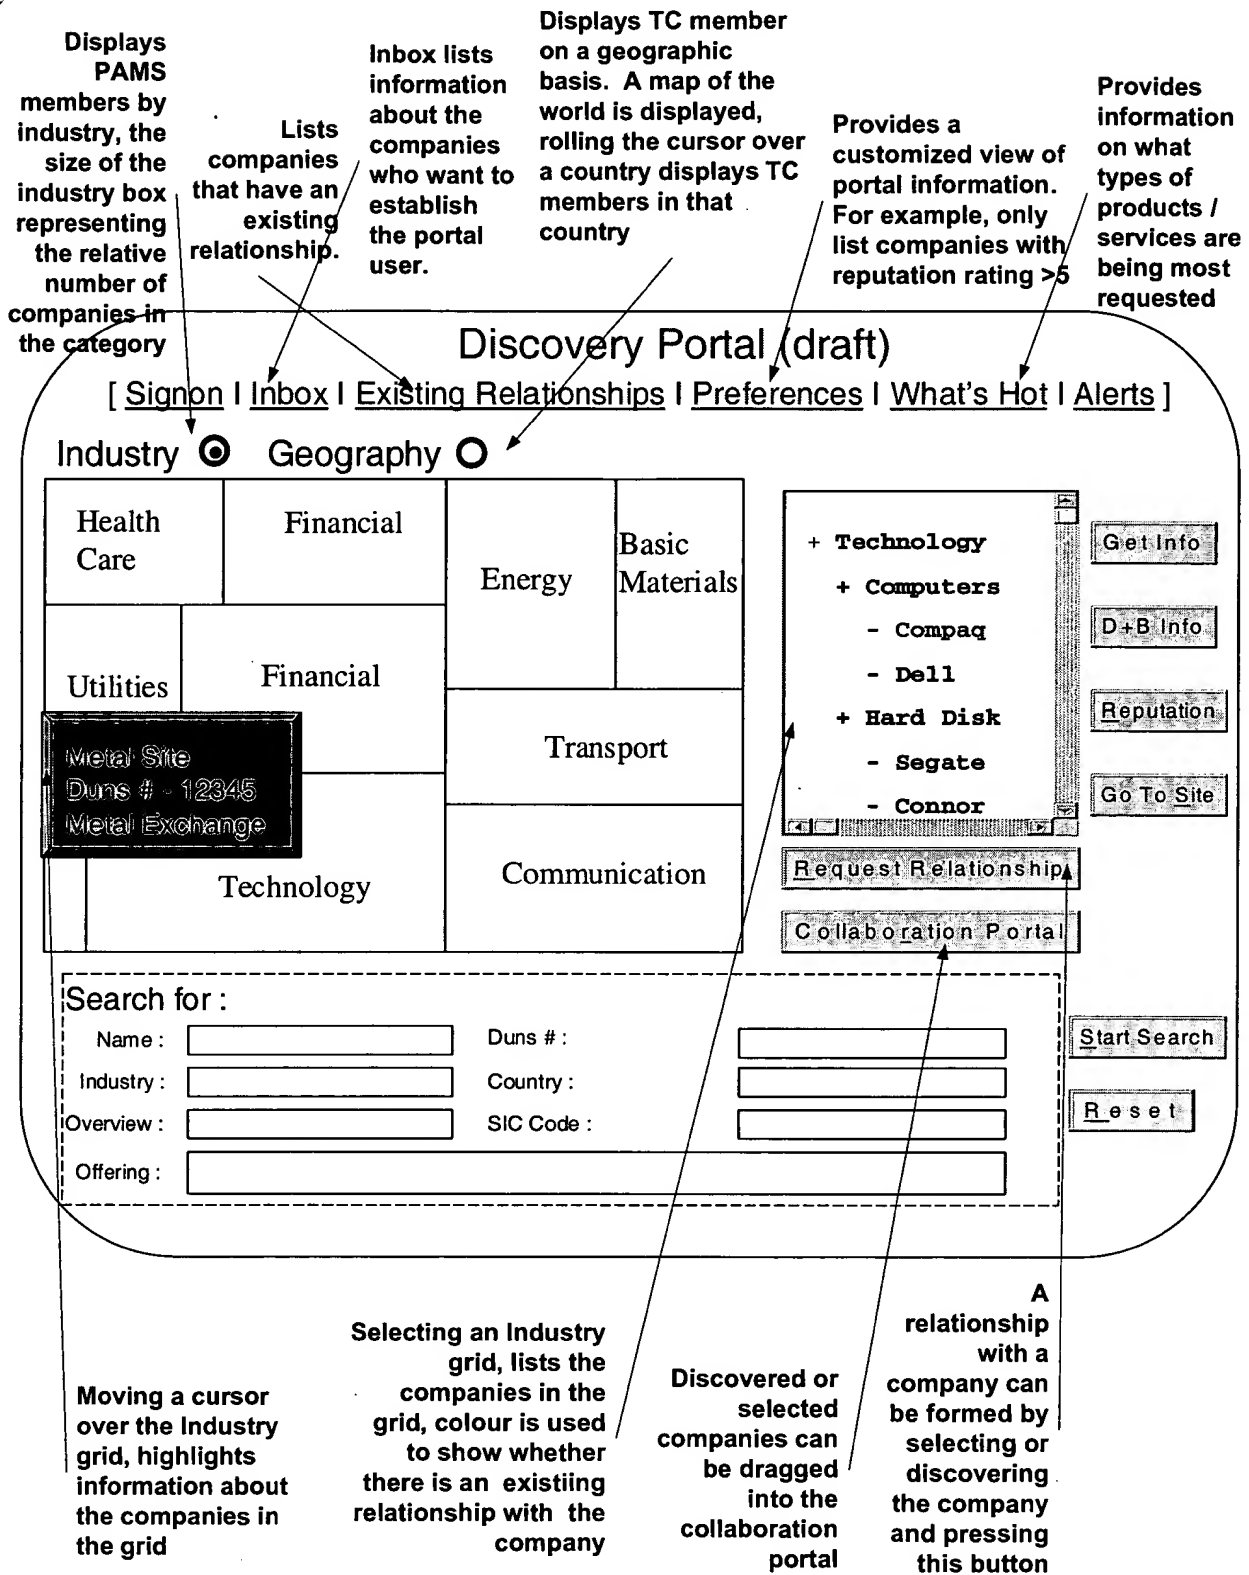 Displays
PAMS
members by
industry, the
size of the
industry box
representing
the relative
number of
companies in
the category
Lists
companies
that have an
existing
relationship.
Inbox lists
information
about the
companies
who want to
establish
the portal
user.
Displays TC member
on a geographic
basis. A map of the
world is displayed,
rolling the cursor over
a country displays TC
members in that
country
Provides a
customized view of
portal information.
For example, only
list companies with
reputation rating >5
Provides
information
on what
types of
products /
services are
being most
requested
Discovery Portal (draft)
[ Signon I Inbox I Existing Relationships I Preferences I What's Hot I Alerts ]
Industry Geography
Health
Care
Financial
Energy
Basic
Materials
Utilities
Financial
Transport
Metal Site
Duns # - 12345
Metal Exchange
Technology
Communication
+ Technology
+ Computers
- Compaq
- Dell
+ Hard Disk
- Segate
- Connor
Get Info
D+B Info
Reputation
Go To Site
Request Relationship
Collaboration Portal
Search for :
Name :
Duns # :
Industry :
Country :
Overview :
SIC Code :
Offering :
Start Search
Reset
Moving a cursor
over the Industry
grid, highlights
information about
the companies in
the grid
Selecting an Industry
grid, lists the
companies in the
grid, colour is used
to show whether
there is an existiing
relationship with the
company
Discovered or
selected
companies can
be dragged
into the
collaboration
portal
A
relationship
with a
company can
be formed by
selecting or
discovering
the company
and pressing
this button